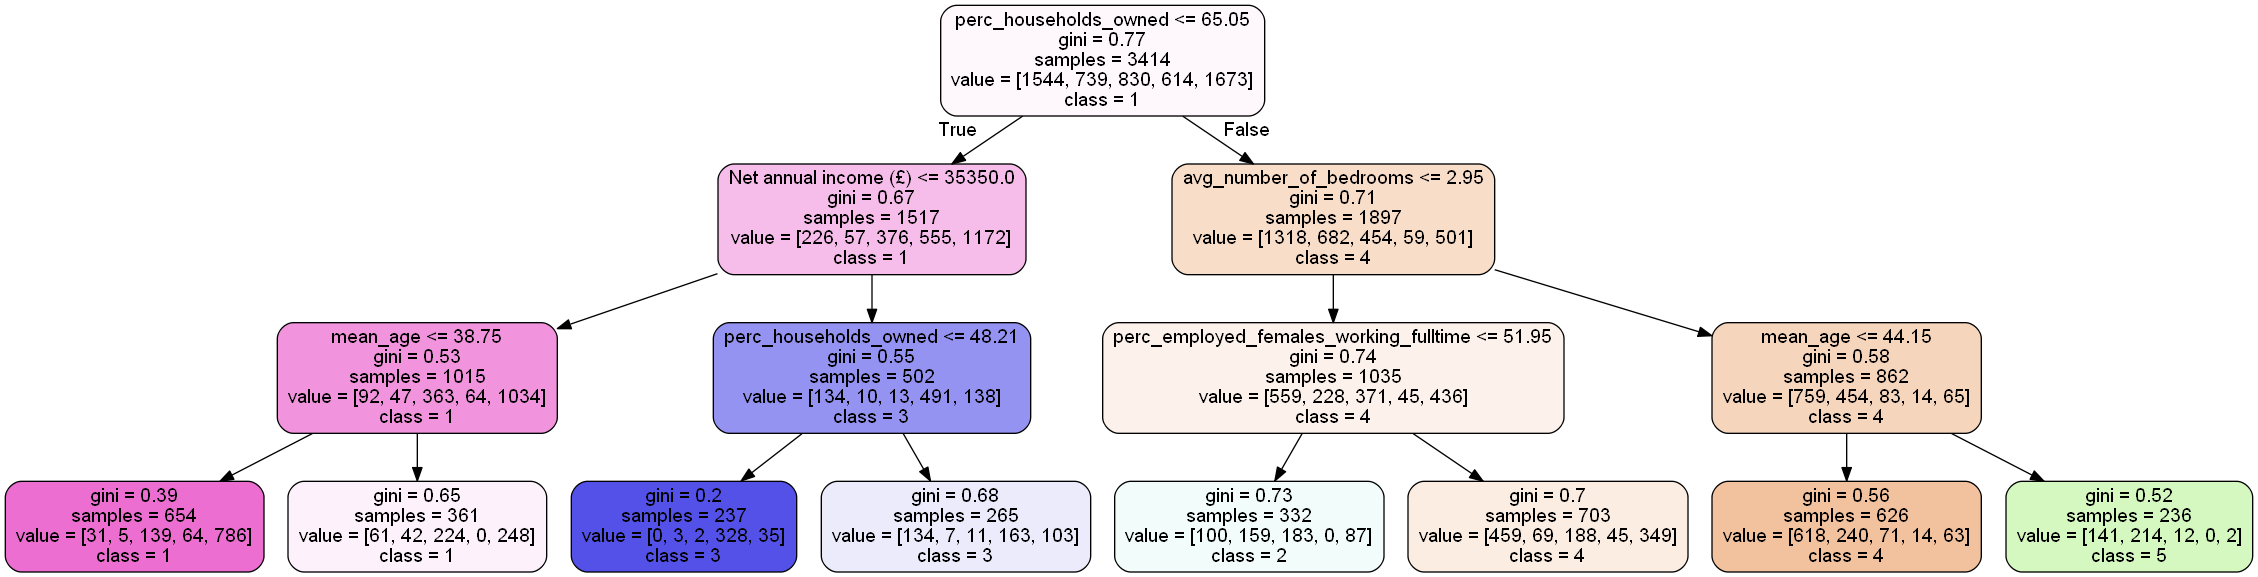 perc_households_owned <= 65.05
gini = 0.77
samples = 3414
value = [1544, 739, 830, 614, 1673]
class = 1
True
False
Net annual income (£) <= 35350.0
gini = 0.67
samples = 1517
value = [226, 57, 376, 555, 1172]
class = 1
avg_number_of_bedrooms <= 2.95
gini = 0.71
samples = 1897
value = [1318, 682, 454, 59, 501]
class = 4
mean_age <= 38.75
gini = 0.53
samples = 1015
value = [92, 47, 363, 64, 1034]
class = 1
perc_households_owned <= 48.21
gini = 0.55
samples = 502
value = [134, 10, 13, 491, 138]
class = 3
perc_employed_females_working_fulltime <= 51.95
gini = 0.74
samples = 1035
value = [559, 228, 371, 45, 436]
class = 4
mean_age <= 44.15
gini = 0.58
samples = 862
value = [759, 454, 83, 14, 65]
class = 4
gini = 0.39
samples = 654
value = [31, 5, 139, 64, 786]
class = 1
gini = 0.65
samples = 361
value = [61, 42, 224, 0, 248]
class = 1
gini = 0.2
samples = 237
value = [0, 3, 2, 328, 35]
class = 3
gini = 0.68
samples = 265
value = [134, 7, 11, 163, 103]
class = 3
gini = 0.73
samples = 332
value = [100, 159, 183, 0, 87]
class = 2
gini = 0.7
samples = 703
value = [459, 69, 188, 45, 349]
class = 4
gini = 0.56
samples = 626
value = [618, 240, 71, 14, 63]
class = 4
gini = 0.52
samples = 236
value = [141, 214, 12, 0, 2]
class = 5